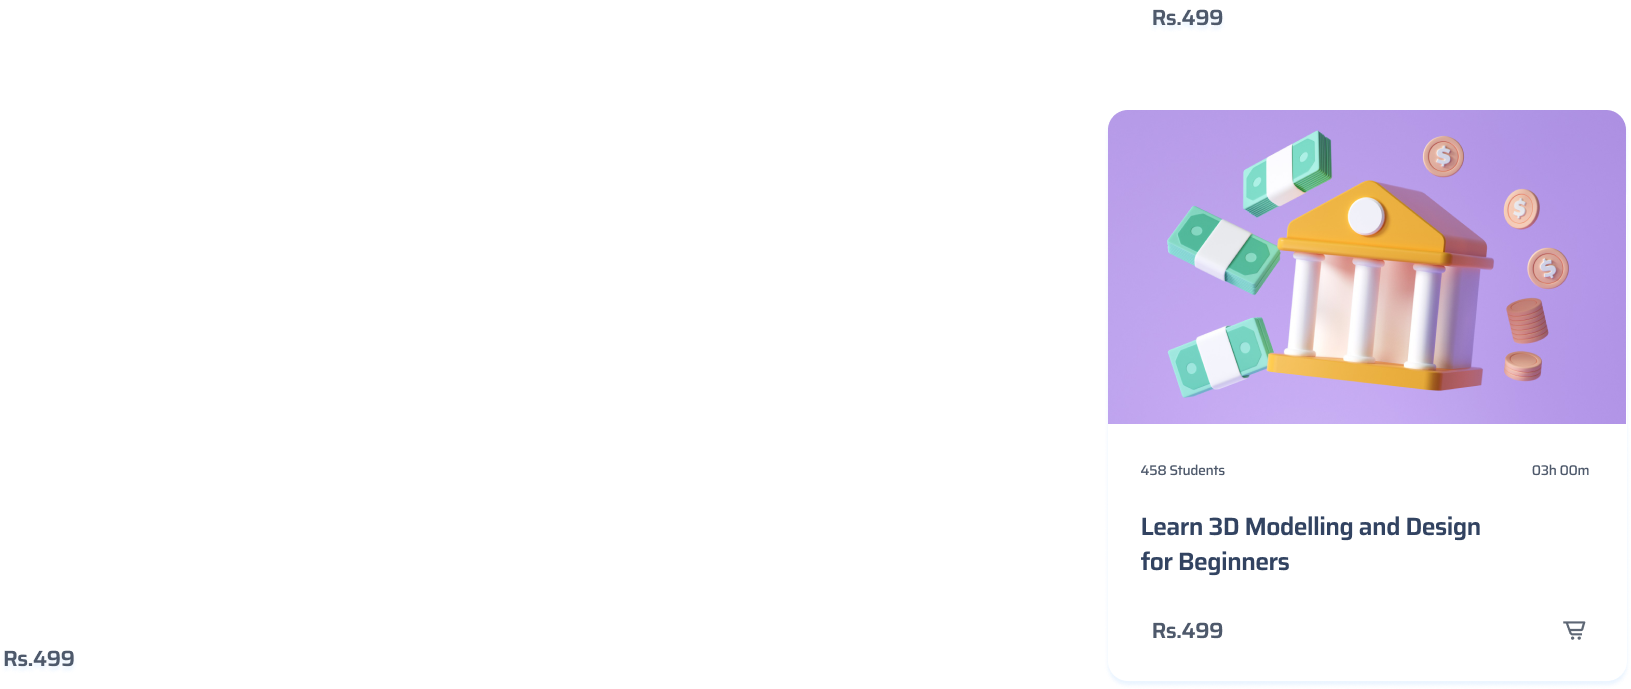 Rs.499
458 Students
03h 00m
Learn 3D Modelling and Design
for Beginners
Rs.499
Rs.499